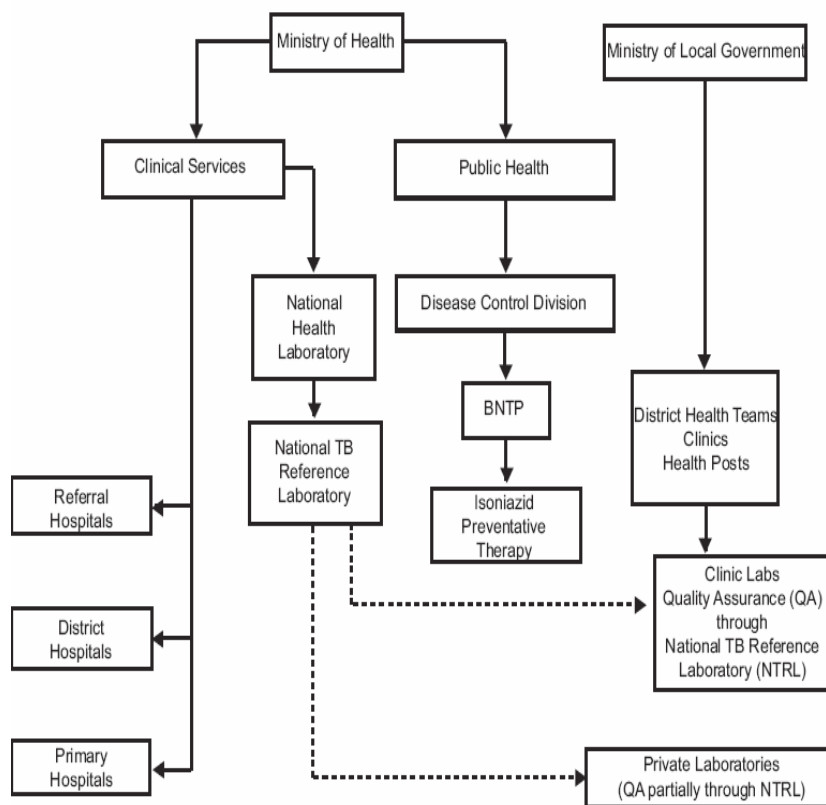 Ministry of Health
Ministry of Local Government
Clinical Services
Public Health
National
Health
Laboratory
Disease Control Division
BNTP
District Health Teams
Clinics
Health Posts
National TB
Reference
Laboratory
Referral
Hospitals
Isoniazid
Preventative
Therapy
Clinic Labs
Quality Assurance (QA)
through
National TB Reference
Laboratory (NTRL)
District
Hospitals
Primary
Hospitals
Private Laboratories
(QA partially through NTRL)